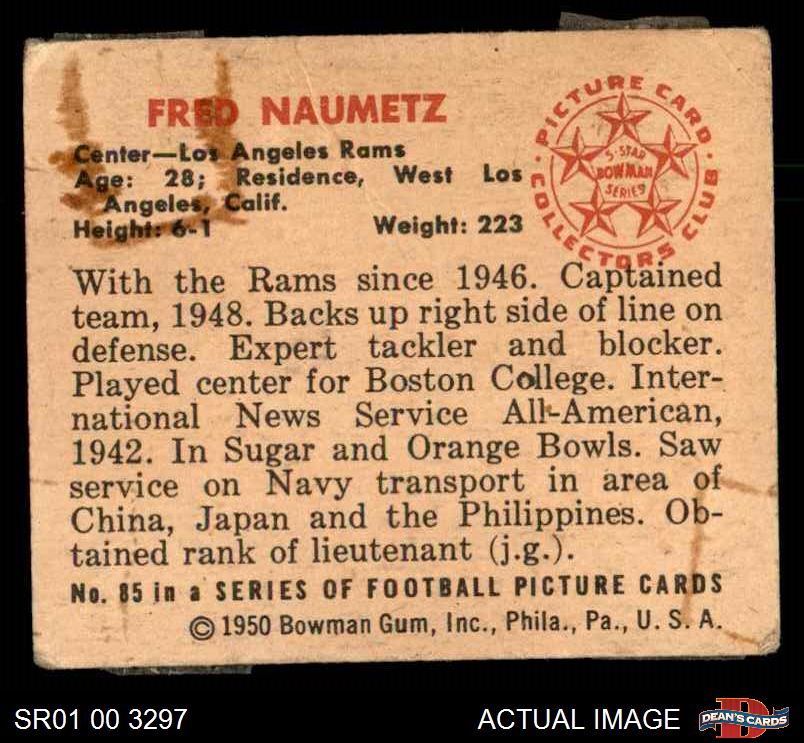 FRED NAUMETZ
Center—Los Angeles Rams
Age: 28; Residence, West Los
Angeles, Calif.
Height: 6-1 Weight: 223
PICTURE CARD
COLLECTORS CLUB
5-STAR
BOWMAN
SERIES
With the Rams since 1946. Captained
team, 1948. Backs up right side of line on
defense. Expert tackler and blocker.
Played center for Boston College. Inter-
national News Service All-American,
1942. In Sugar and Orange Bowls. Saw
service on Navy transport in area of
China, Japan and the Philippines. Ob-
tained rank of lieutenant (j.g.).
No. 85 in a SERIES OF FOOTBALL PICTURE CARDS
© 1950 Bowman Gum, Inc., Phila., Pa., U. S. A.
SR01 00 3297 ACTUAL IMAGE D DEAN'S CARDS